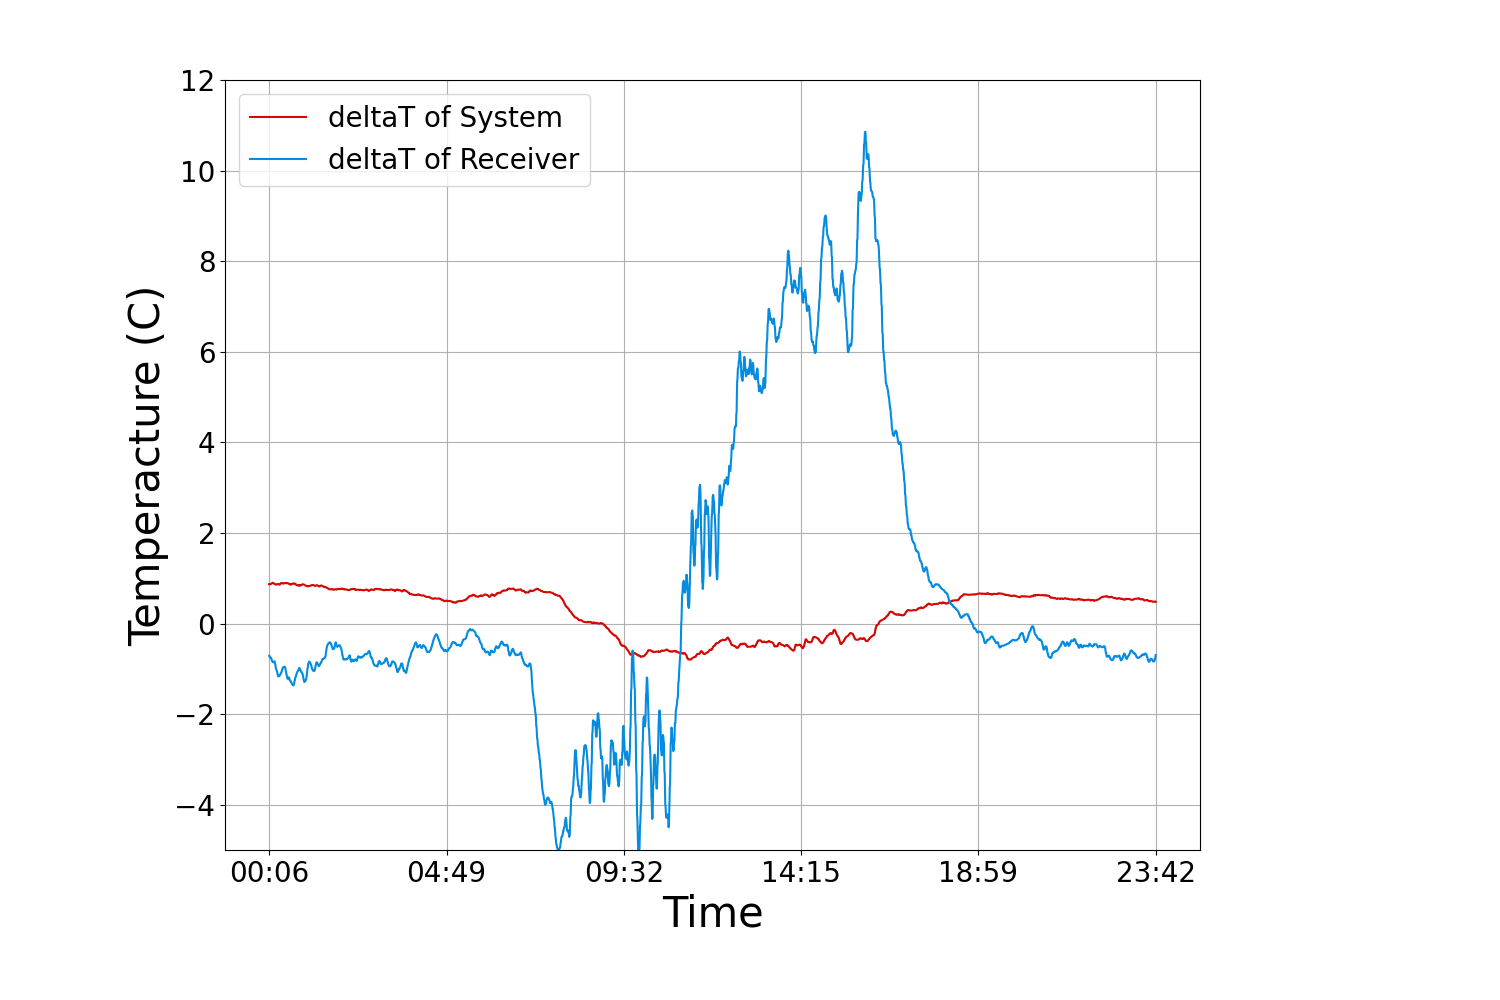 12
10
8
6
4
2
0
−2
−4
Temperacture (C)
deltaT of System
deltaT of Receiver
00:06 04:49 09:32 14:15 18:59 23:42
Time